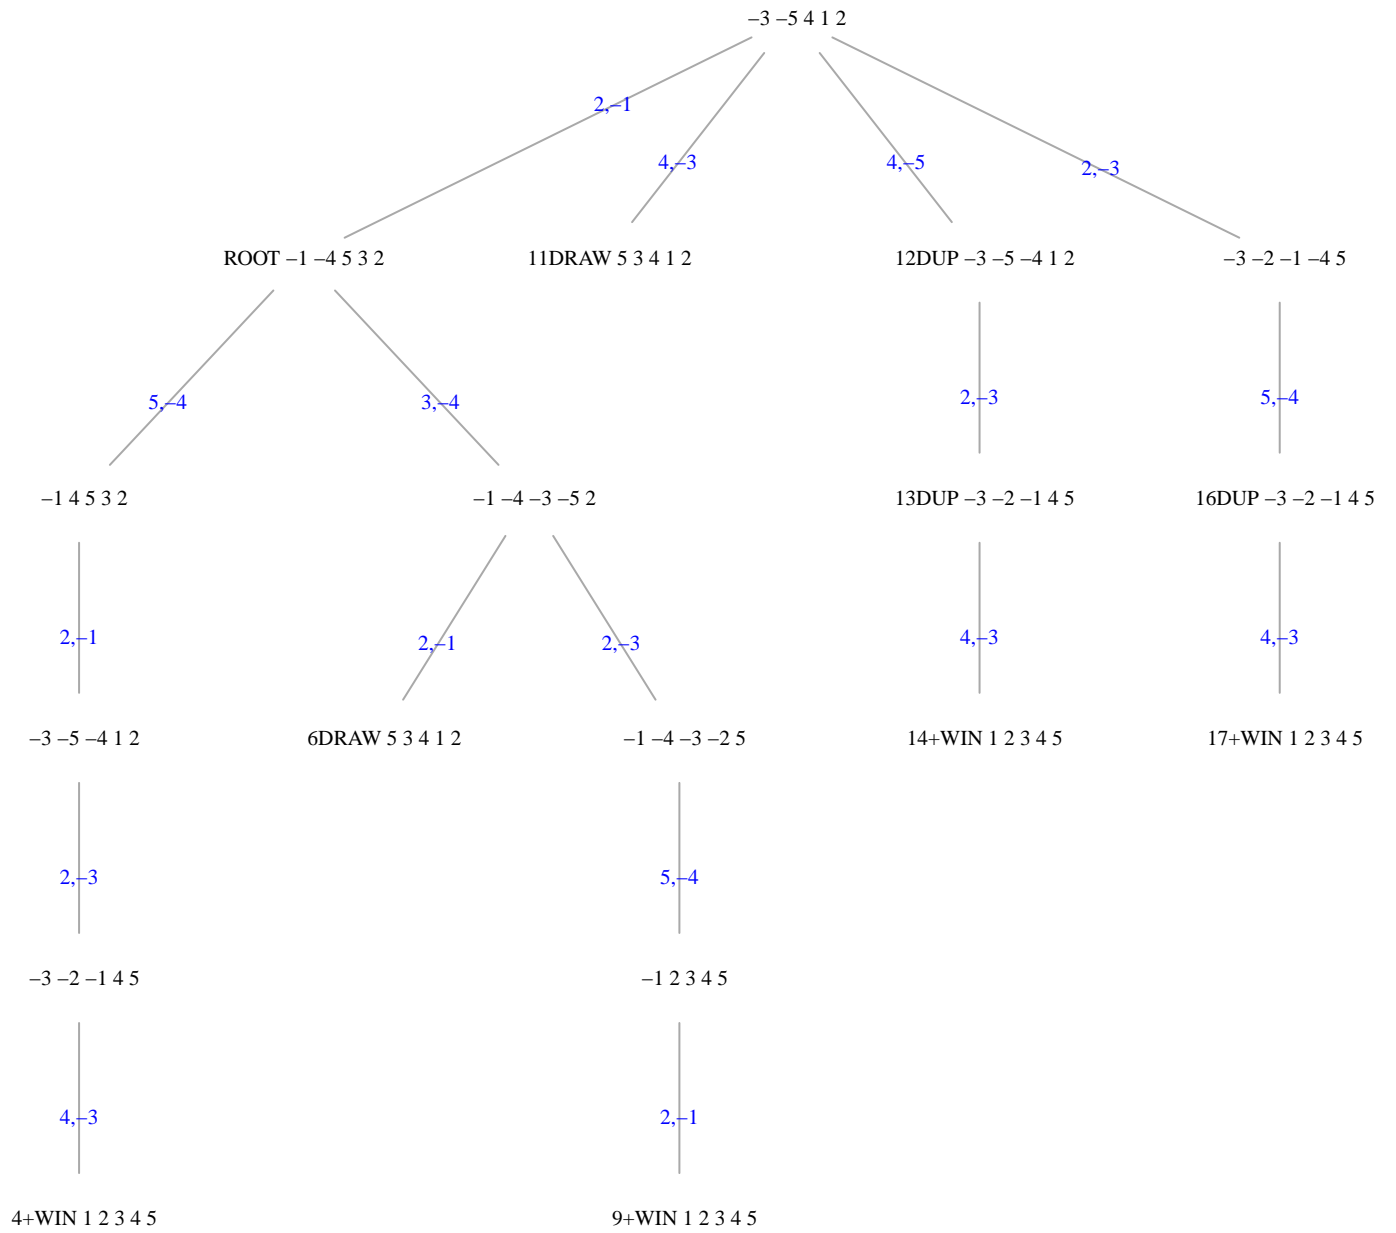 −3 −5 4 1 2
2,−1
4,−3
4,−5
2,−3
ROOT −1 −4 5 3 2
11DRAW 5 3 4 1 2
12DUP −3 −5 −4 1 2
−3 −2 −1 −4 5
5,−4
3,−4
2,−3
5,−4
−1 4 5 3 2
−1 −4 −3 −5 2
13DUP −3 −2 −1 4 5
16DUP −3 −2 −1 4 5
2,−1
2,−1
2,−3
4,−3
4,−3
−3 −5 −4 1 2
6DRAW 5 3 4 1 2
−1 −4 −3 −2 5
14+WIN 1 2 3 4 5
17+WIN 1 2 3 4 5
2,−3
5,−4
−3 −2 −1 4 5
−1 2 3 4 5
4,−3
2,−1
4+WIN 1 2 3 4 5
9+WIN 1 2 3 4 5